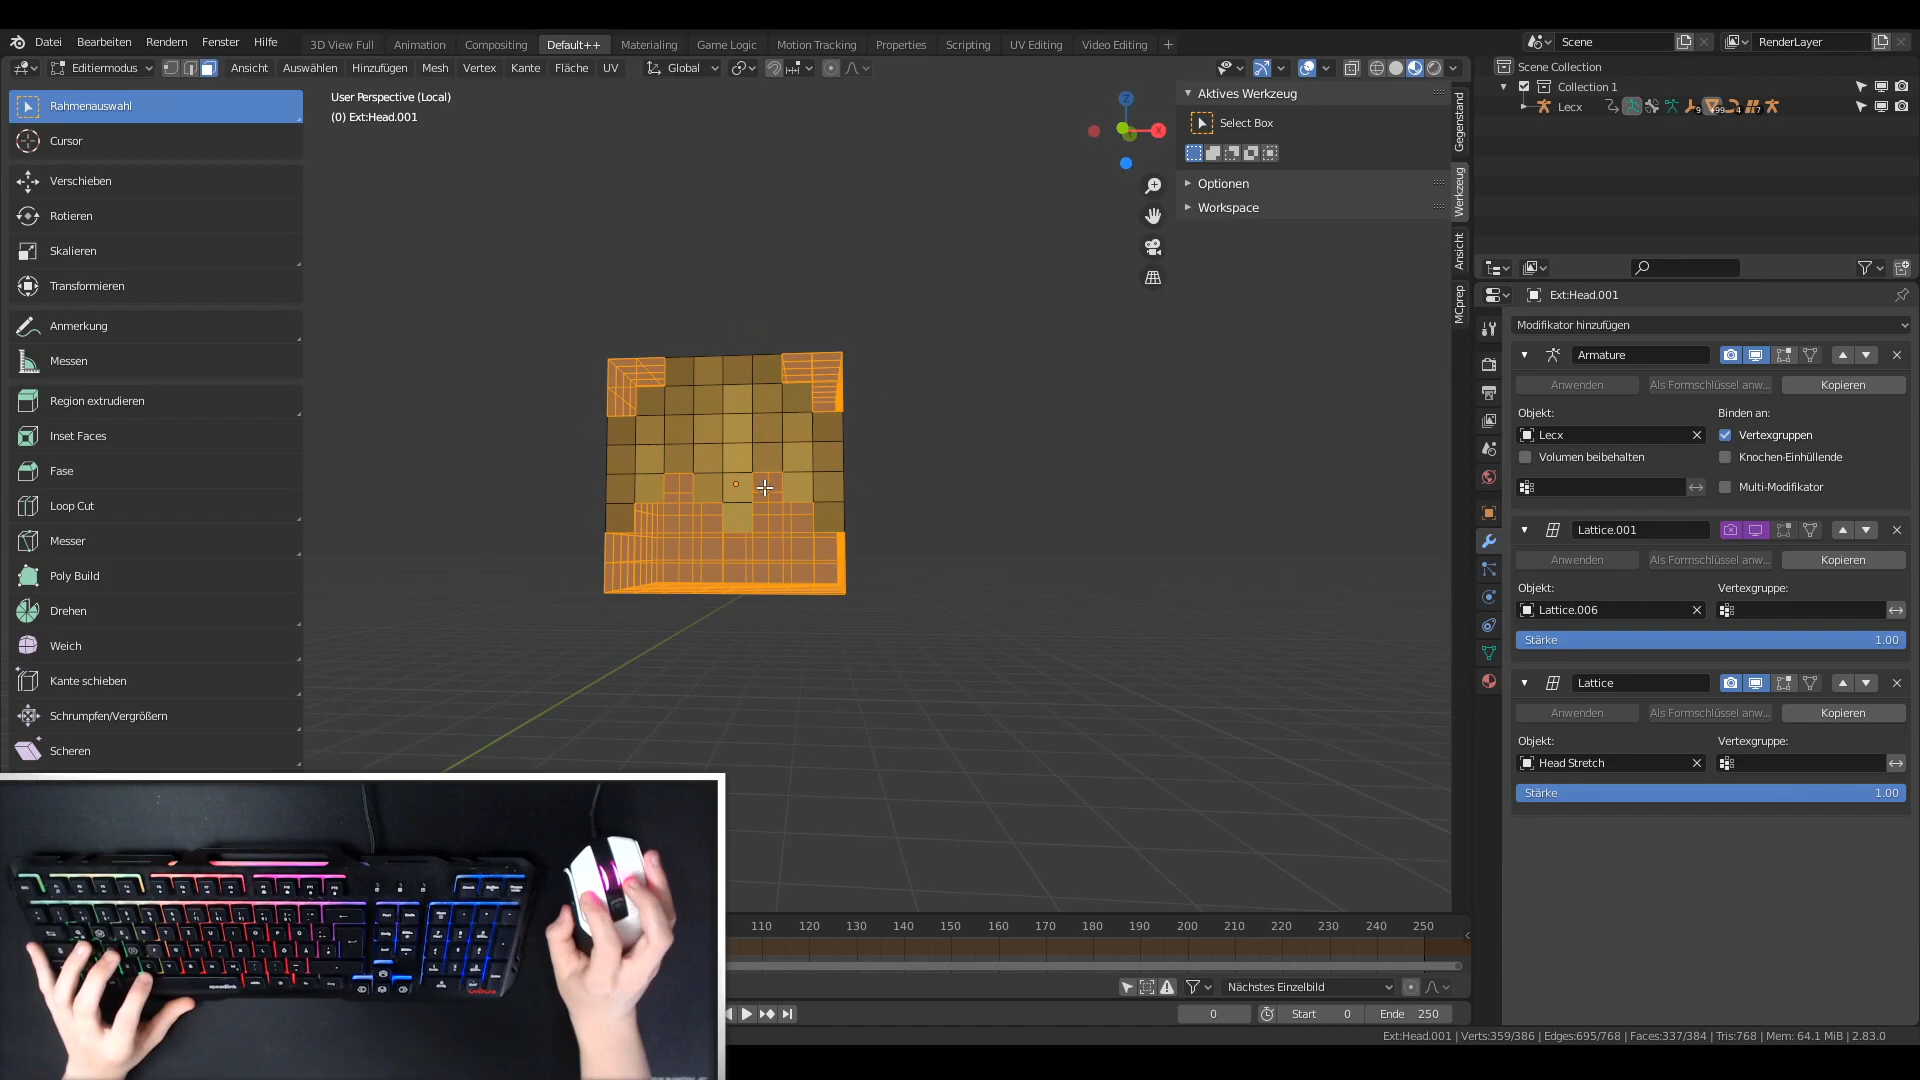 Datei Bearbeiten Rendern Fenster Hilfe 3D View Full Animation Compositing Default++ Materialing Game Logic Motion Tracking Properties Scripting UV Editing Video Editing + Scene RenderLayer
Editiermodus Ansicht Auswählen Hinzufügen Mesh Vertex Kante Fläche UV Global
Scene Collection
Collection 1
Lecx
Rahmenauswahl
Cursor
Verschieben
Rotieren
Skalieren
Transformieren
Anmerkung
Messen
Region extrudieren
Inset Faces
Fase
Loop Cut
Messer
Poly Build
Drehen
Weich
Kante schieben
Schrumpfen/Vergrößern
Scheren
User Perspective (Local)
(0) Ext:Head.001
Z
X
Aktives Werkzeug
Select Box
Optionen
Workspace
Gegenstand
Werkzeug
Ansicht
MCprep
Ext:Head.001
Modifikator hinzufügen
Armature
Anwenden Als Formschlüssel anw... Kopieren
Objekt: Binden an:
Lecx Vertexgruppen
Volumen beibehalten Knochen-Einhüllende
Multi-Modifikator
Lattice.001
Anwenden Als Formschlüssel anw... Kopieren
Objekt: Vertexgruppe:
Lattice.006
Stärke 1.00
Lattice
Anwenden Als Formschlüssel anw... Kopieren
Objekt: Vertexgruppe:
Head Stretch
Stärke 1.00
110 120 130 140 150 160 170 180 190 200 210 220 230 240 250
Nächstes Einzelbild
0 Start 0 Ende 250
Ext:Head.001 | Verts:359/386 | Edges:695/768 | Faces:337/384 | Tris:768 | Mem: 64.1 MiB | 2.83.0
speedlink